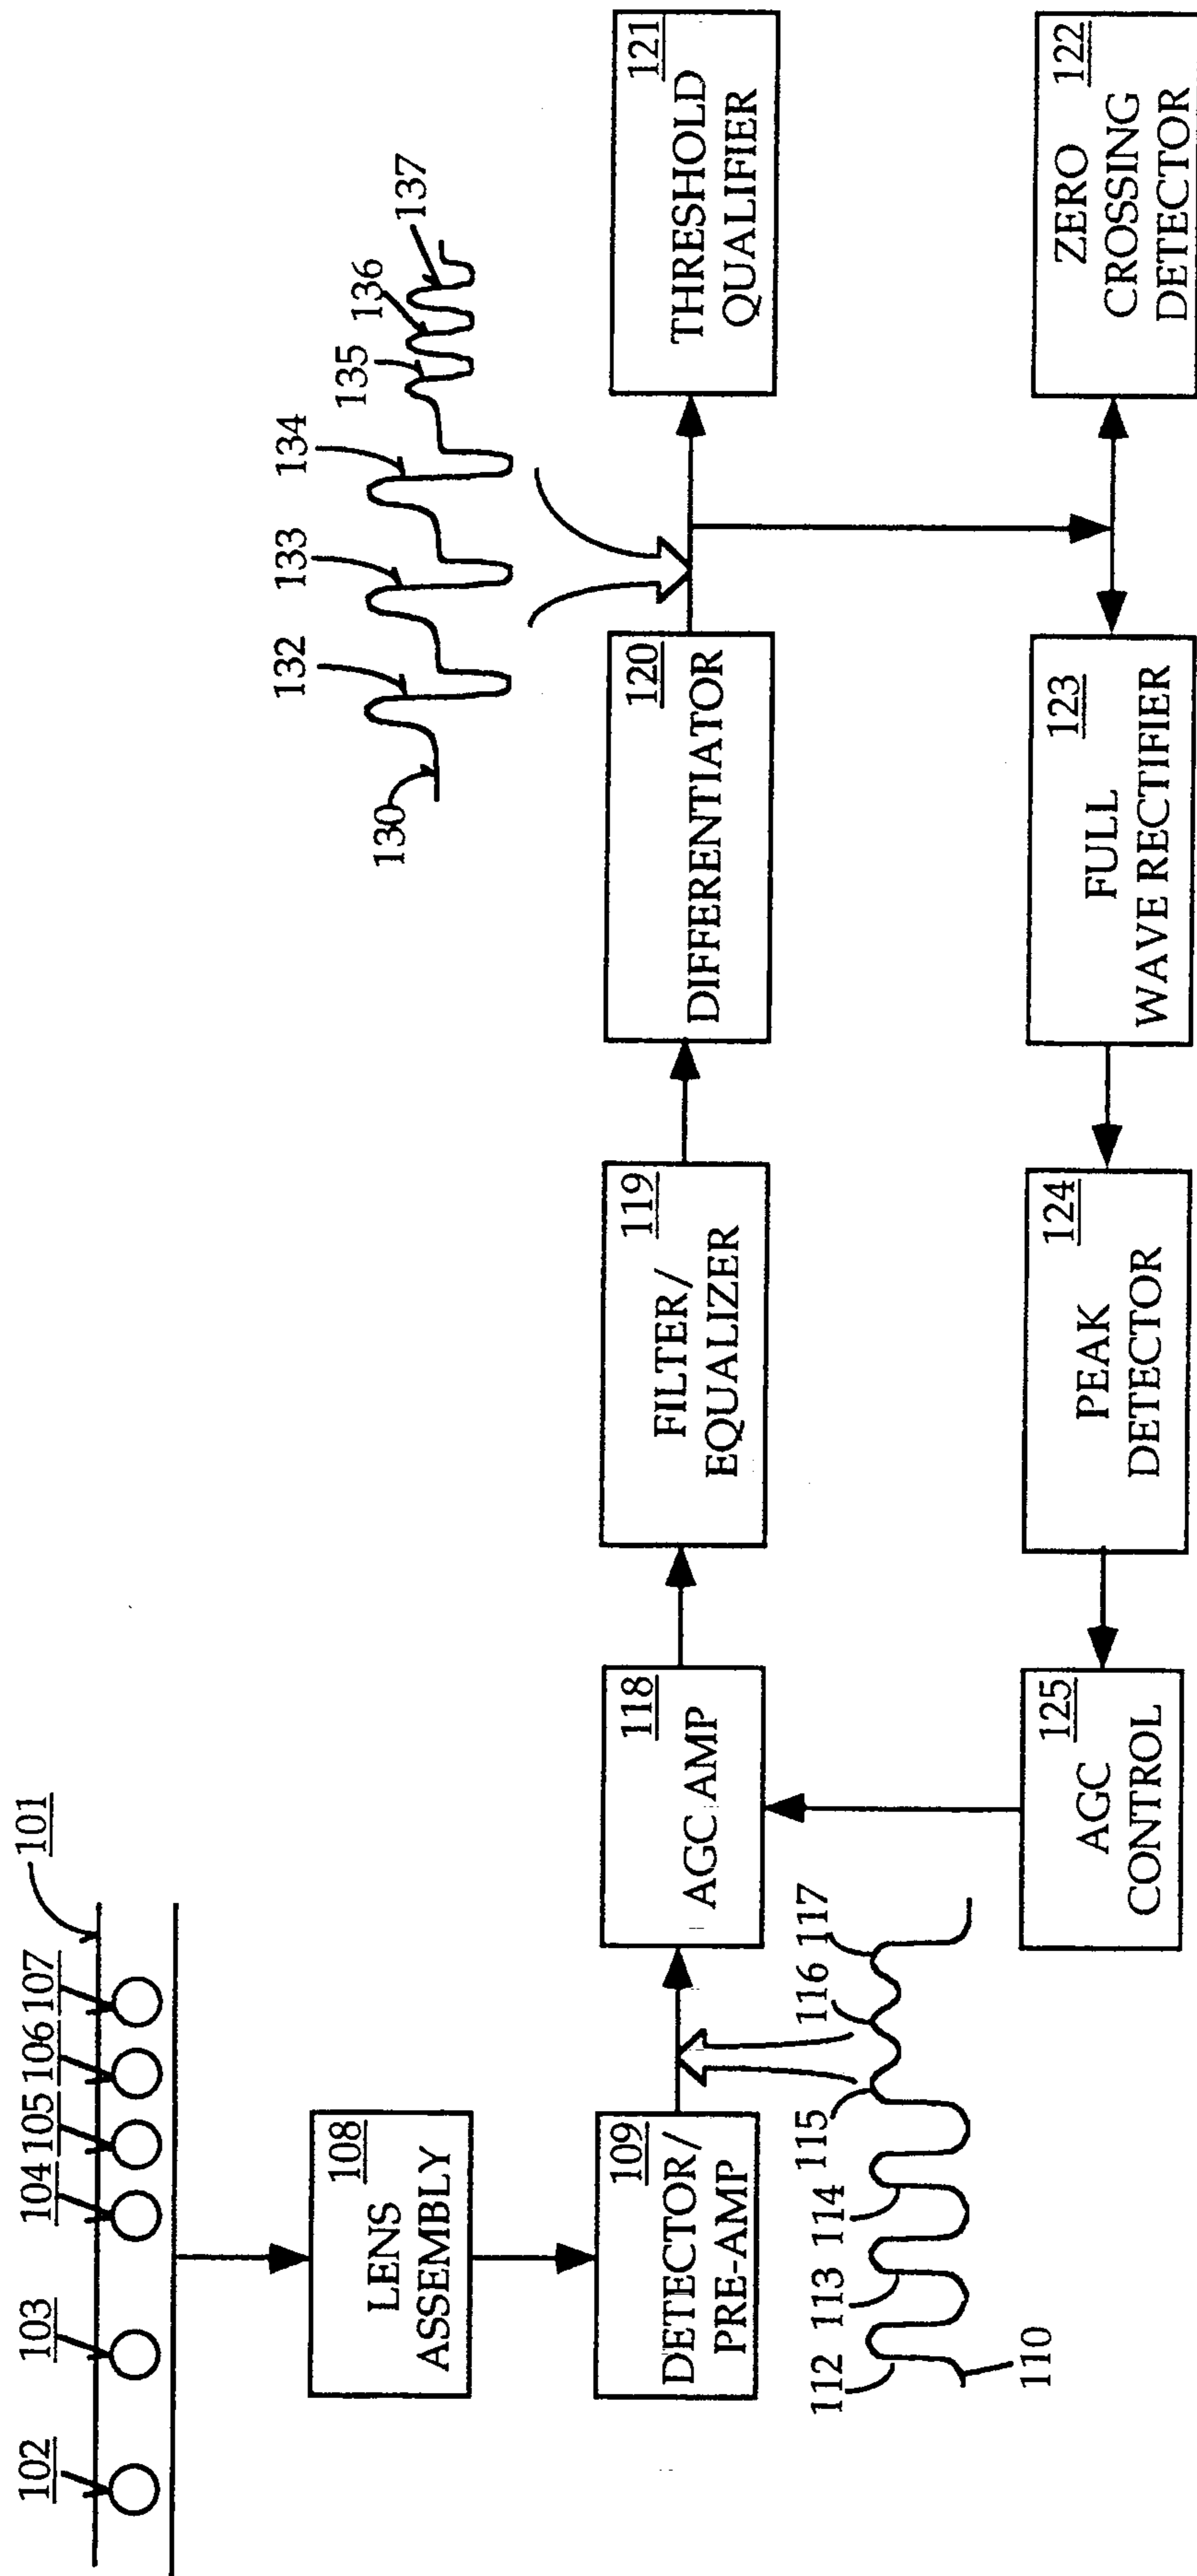 101
102
103
104
105
106
107
108
LENS
ASSEMBLY
109
DETECTOR/
PRE-AMP
110
112
113
114
115
116
117
118
AGC AMP
119
FILTER/
EQUALIZER
120
DIFFERENTIATOR
130
132
133
134
135
136
137
121
THRESHOLD
QUALIFIER
122
ZERO
CROSSING
DETECTOR
123
FULL
WAVE RECTIFIER
124
PEAK
DETECTOR
125
AGC
CONTROL